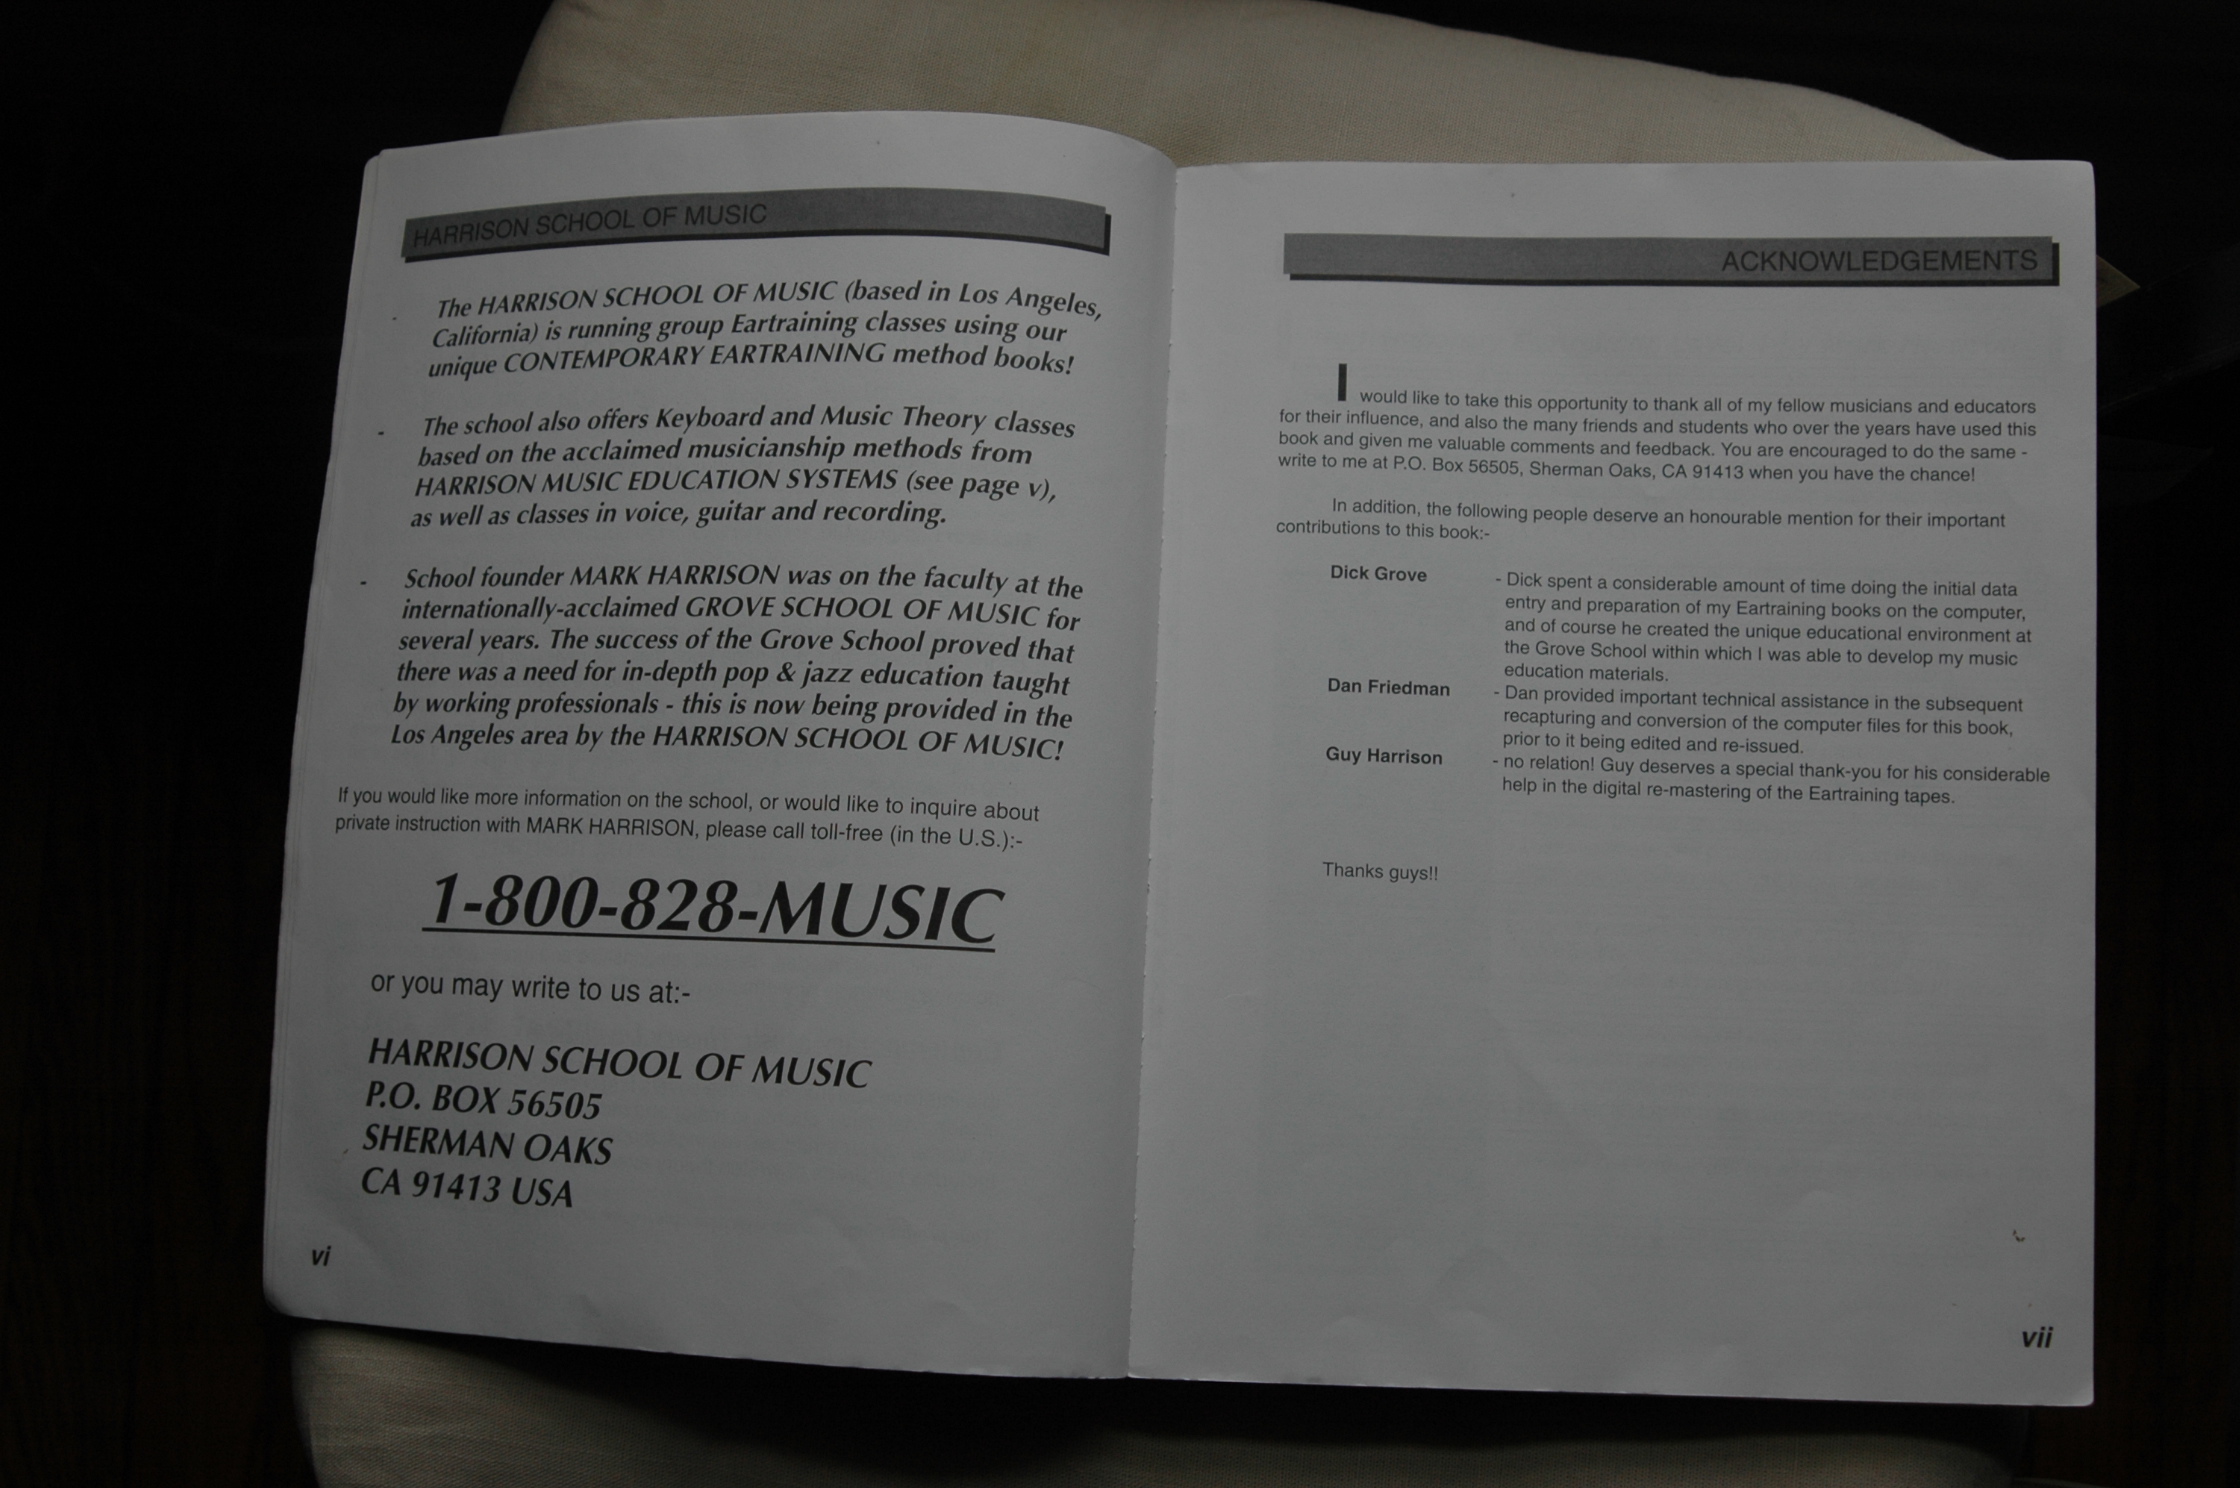 HARRISON SCHOOL OF MUSIC
- The HARRISON SCHOOL OF MUSIC (based in Los Angeles,
California) is running group Eartraining classes using our
unique CONTEMPORARY EARTRAINING method books!
- The school also offers Keyboard and Music Theory classes
based on the acclaimed musicianship methods from
HARRISON MUSIC EDUCATION SYSTEMS (see page v),
as well as classes in voice, guitar and recording.
- School founder MARK HARRISON was on the faculty at the
internationally-acclaimed GROVE SCHOOL OF MUSIC for
several years. The success of the Grove School proved that
there was a need for in-depth pop & jazz education taught
by working professionals - this is now being provided in the
Los Angeles area by the HARRISON SCHOOL OF MUSIC!
If you would like more information on the school, or would like to inquire about
private instruction with MARK HARRISON, please call toll-free (in the U.S.):-
1-800-828-MUSIC
or you may write to us at:-
HARRISON SCHOOL OF MUSIC
P.O. BOX 56505
SHERMAN OAKS
CA 91413 USA
vi
ACKNOWLEDGEMENTS
I would like to take this opportunity to thank all of my fellow musicians and educators
for their influence, and also the many friends and students who over the years have used this
book and given me valuable comments and feedback. You are encouraged to do the same -
write to me at P.O. Box 56505, Sherman Oaks, CA 91413 when you have the chance!
In addition, the following people deserve an honourable mention for their important
contributions to this book:-
Dick Grove - Dick spent a considerable amount of time doing the initial data
entry and preparation of my Eartraining books on the computer,
and of course he created the unique educational environment at
the Grove School within which I was able to develop my music
education materials.
Dan Friedman - Dan provided important technical assistance in the subsequent
recapturing and conversion of the computer files for this book,
prior to it being edited and re-issued.
Guy Harrison - no relation! Guy deserves a special thank-you for his considerable
help in the digital re-mastering of the Eartraining tapes.
Thanks guys!!
vii